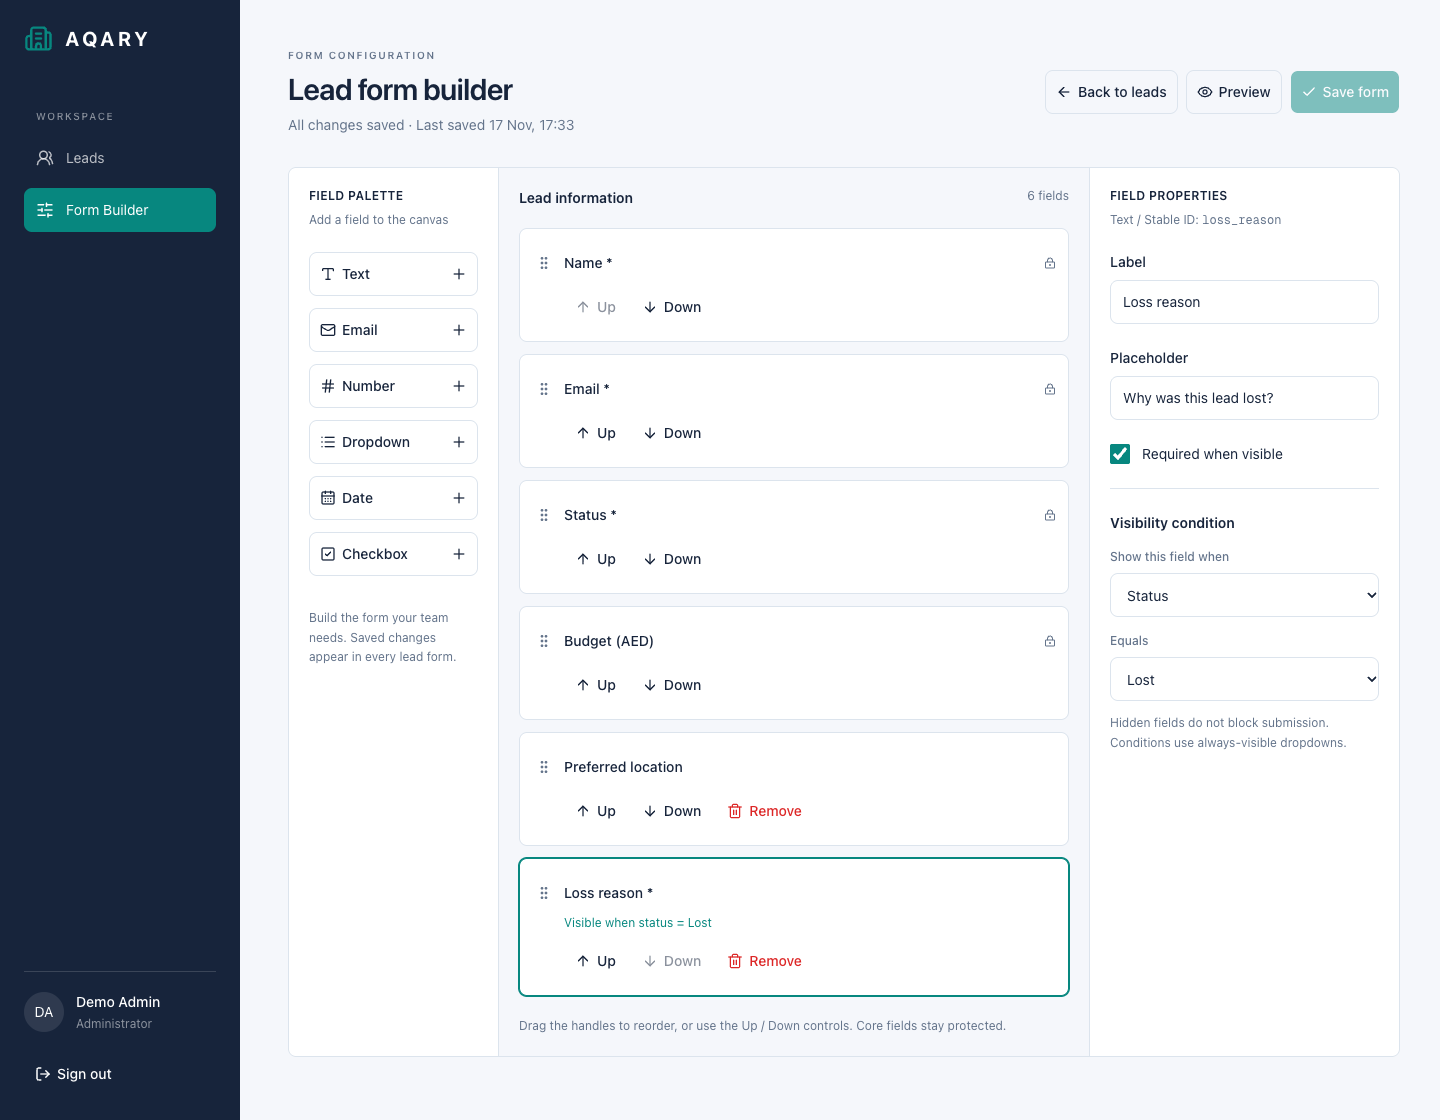 AQARY
WORKSPACE
Leads
Form Builder
Demo Admin
DA
Administrator
Sign out
FORM CONFIGURATION
Lead form builder
All changes saved · Last saved 17 Nov, 17:33
Back to leads
Preview
Save form
FIELD PALETTE
Add a field to the canvas
Text
Email
Number
Dropdown
Date
Checkbox
Build the form your team
needs. Saved changes
appear in every lead form.
Lead information
6 fields
Name *
Up Down
Email *
Up Down
Status *
Up Down
Budget (AED)
Up Down
Preferred location
Up Down Remove
Loss reason *
Visible when status = Lost
Up Down Remove
Drag the handles to reorder, or use the Up / Down controls. Core fields stay protected.
FIELD PROPERTIES
Text / Stable ID: loss_reason
Label
Loss reason
Placeholder
Why was this lead lost?
Required when visible
Visibility condition
Show this field when
Status
Equals
Lost
Hidden fields do not block submission.
Conditions use always-visible dropdowns.